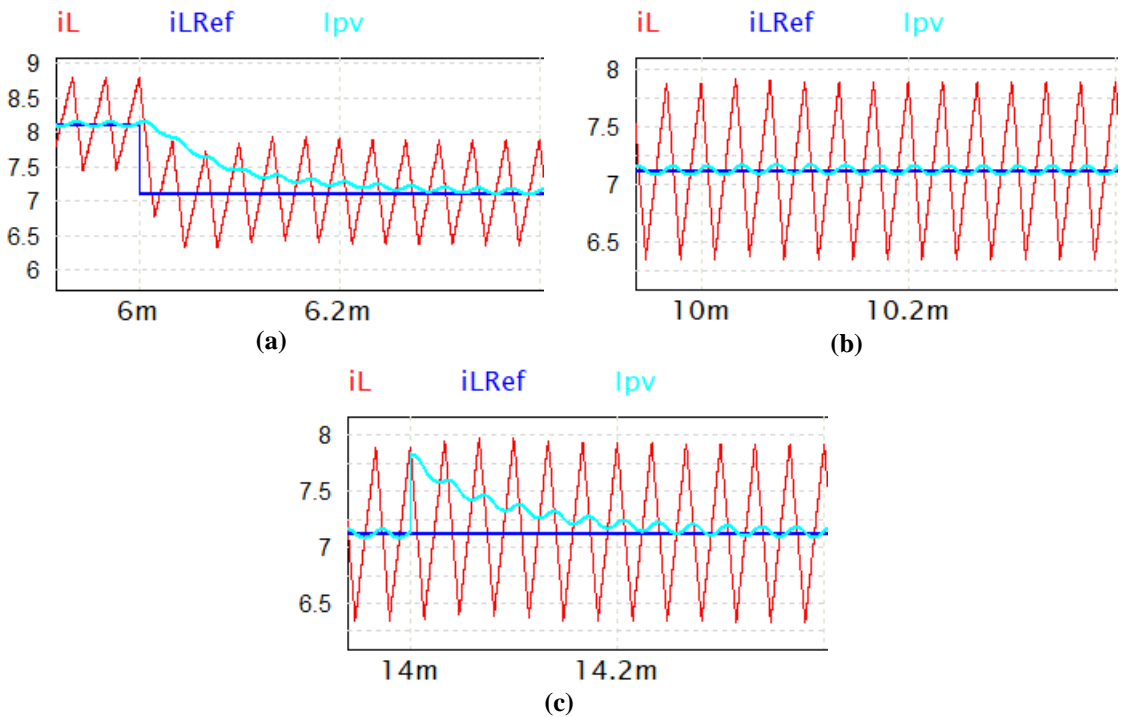 iL iLRef Ipv
9
8.5
8
7.5
7
6.5
6
6m 6.2m
(a)
iL iLRef Ipv
8
7.5
7
6.5
10m 10.2m
(b)
iL iLRef Ipv
8
7.5
7
6.5
14m 14.2m
(c)